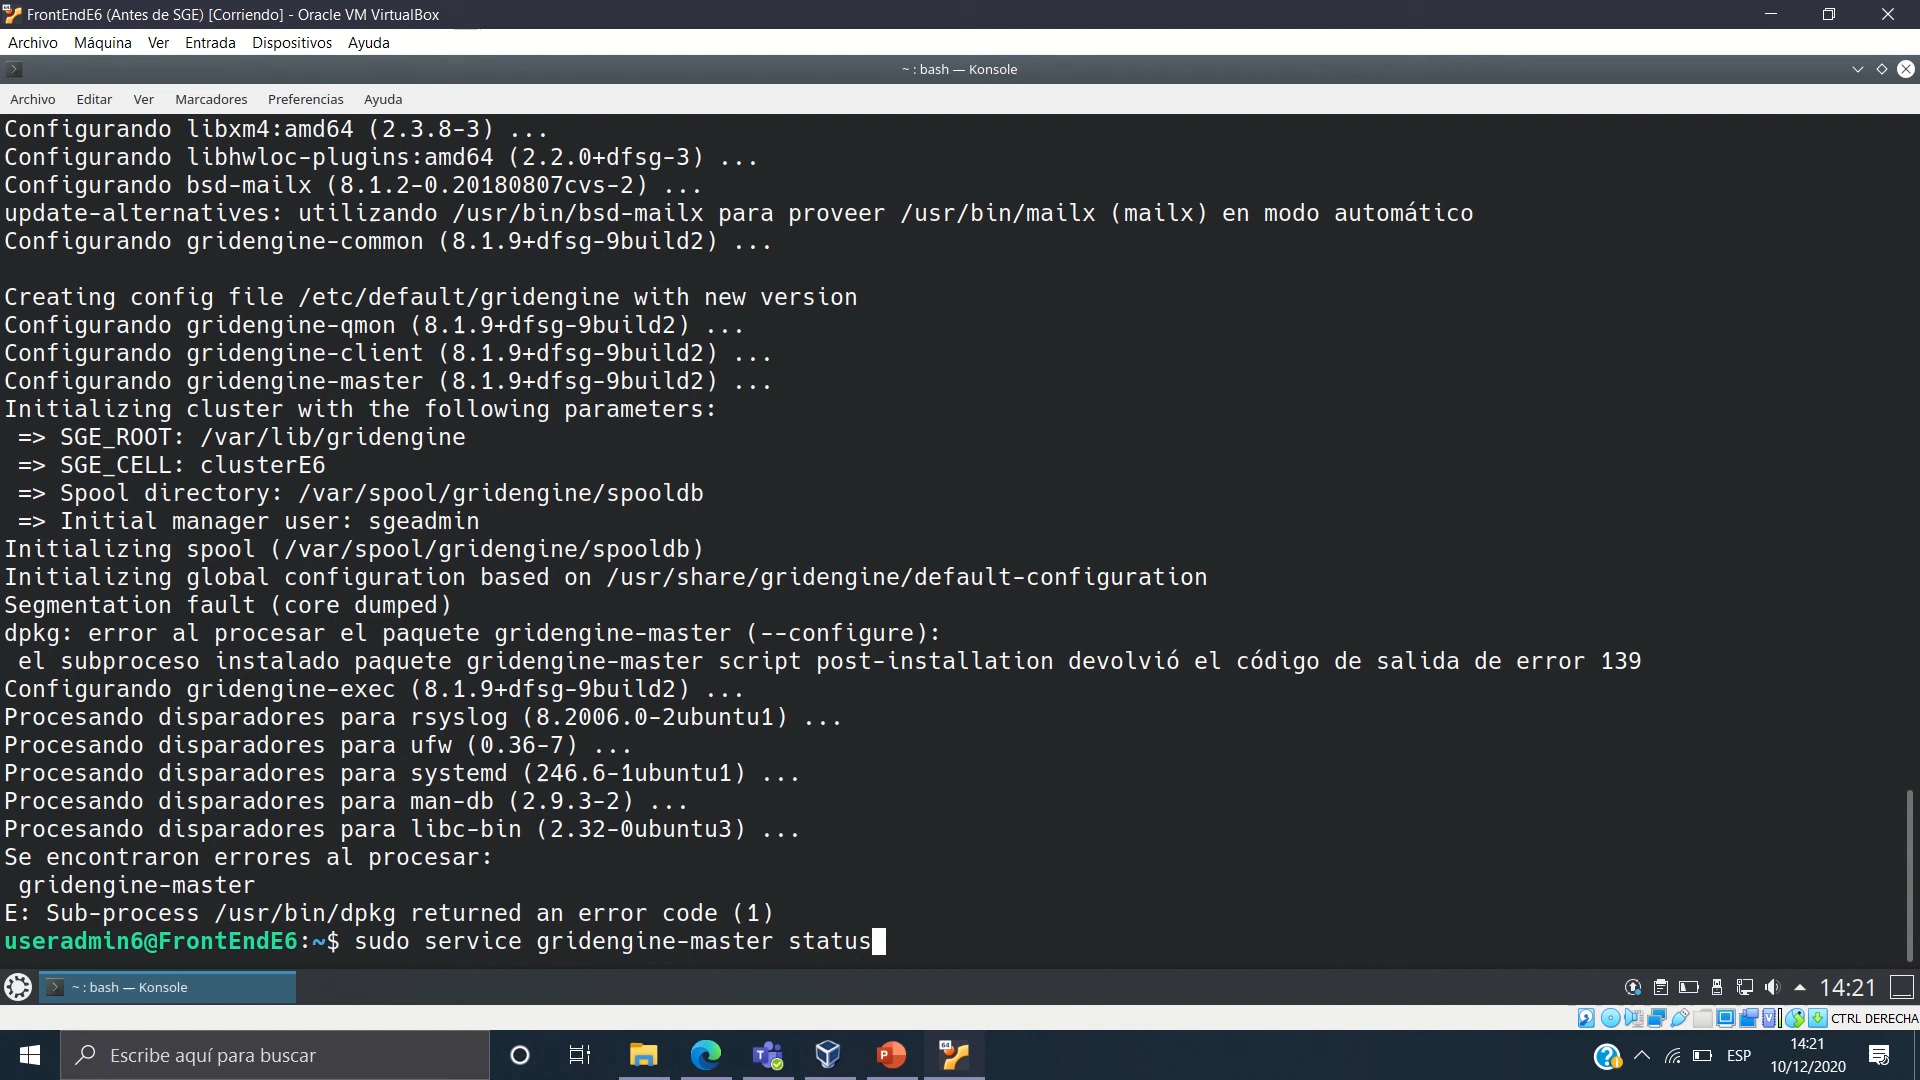 FrontEndE6 (Antes de SGE) [Corriendo] - Oracle VM VirtualBox
Archivo Máquina Ver Entrada Dispositivos Ayuda
~ : bash — Konsole
Archivo Editar Ver Marcadores Preferencias Ayuda
Configurando libxm4:amd64 (2.3.8-3) ...
Configurando libhwloc-plugins:amd64 (2.2.0+dfsg-3) ...
Configurando bsd-mailx (8.1.2-0.20180807cvs-2) ...
update-alternatives: utilizando /usr/bin/bsd-mailx para proveer /usr/bin/mailx (mailx) en modo automático
Configurando gridengine-common (8.1.9+dfsg-9build2) ...
Creating config file /etc/default/gridengine with new version
Configurando gridengine-qmon (8.1.9+dfsg-9build2) ...
Configurando gridengine-client (8.1.9+dfsg-9build2) ...
Configurando gridengine-master (8.1.9+dfsg-9build2) ...
Initializing cluster with the following parameters:
=> SGE_ROOT: /var/lib/gridengine
=> SGE_CELL: clusterE6
=> Spool directory: /var/spool/gridengine/spooldb
=> Initial manager user: sgeadmin
Initializing spool (/var/spool/gridengine/spooldb)
Initializing global configuration based on /usr/share/gridengine/default-configuration
Segmentation fault (core dumped)
dpkg: error al procesar el paquete gridengine-master (--configure):
el subproceso instalado paquete gridengine-master script post-installation devolvió el código de salida de error 139
Configurando gridengine-exec (8.1.9+dfsg-9build2) ...
Procesando disparadores para rsyslog (8.2006.0-2ubuntu1) ...
Procesando disparadores para ufw (0.36-7) ...
Procesando disparadores para systemd (246.6-1ubuntu1) ...
Procesando disparadores para man-db (2.9.3-2) ...
Procesando disparadores para libc-bin (2.32-0ubuntu3) ...
Se encontraron errores al procesar:
gridengine-master
E: Sub-process /usr/bin/dpkg returned an error code (1)
useradmin6@FrontEndE6:~$ sudo service gridengine-master status
~ : bash — Konsole
14:21
CTRL DERECHA
Escribe aquí para buscar
ESP
14:21
10/12/2020